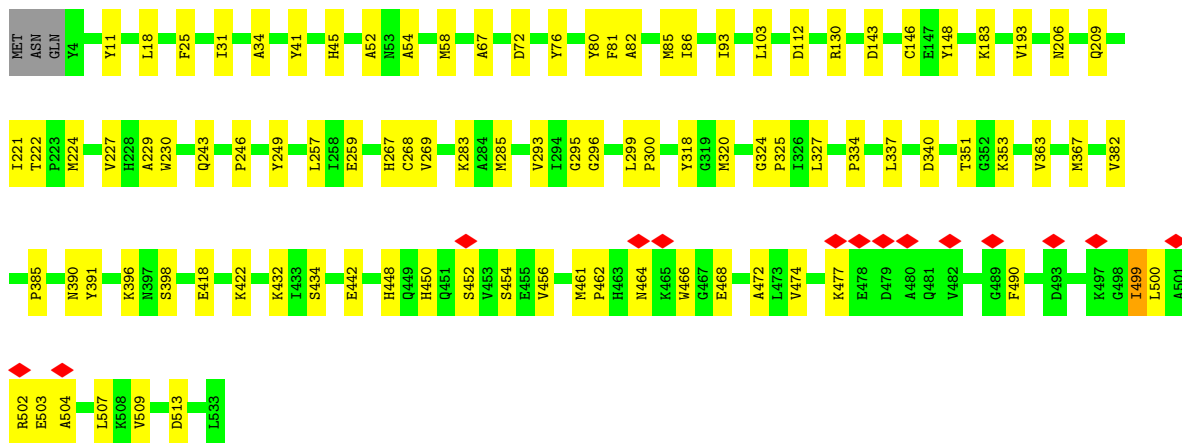 MET ASN GLN Y4 Y11 L18 F25 I31 A34 Y41 H45 A52 N53 A54 M58 A67 D72 Y76 Y80 F81 A82 M85 I86 I93 L103 D112 R130 D143 C146 E147 Y148 K183 V193 N206 Q209
I221 T222 P223 M224 V227 H228 A229 W230 Q243 P246 Y249 L257 I258 E259 H267 C268 V269 K283 A284 M285 V293 I294 G295 G296 L299 P300 Y318 G319 M320 G324 P325 I326 L327 P334 L337 D340 T351 G352 K353 V363 M367 V382
P385 N390 Y391 K396 N397 S398 E418 K422 K432 I433 S434 E442 H448 Q449 H450 Q451 S452 V453 S454 E455 V456 M461 P462 H463 N464 K465 W466 G467 E468 A472 L473 V474 K477 E478 D479 A480 Q481 V482 G489 F490 D493 K497 G498 I499 L500 A501
R502 E503 A504 L507 K508 V509 D513 L533